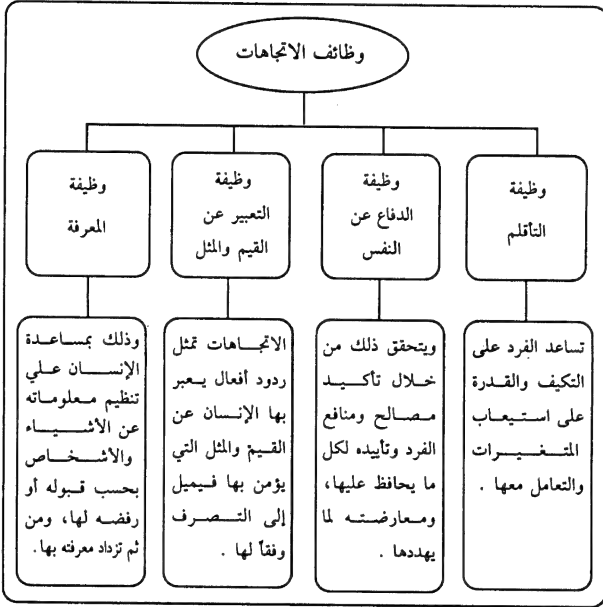 وظائف الاتجاهات
وظيفة
التأقلم
وظيفة
الدفاع عن
النفس
وظيفة
التعبير عن
القيم والمثل
وظيفة
المعرفة
تساعد الفرد على
التكيف والقدرة
على استيعاب
المتغيرات
والتعامل معها .
ويتحقق ذلك من
خلال تأكيد
مصالح ومنافع
الفرد وتأييده لكل
ما يحافظ عليها،
ومعارضته لما
يهددها .
الاتجاهات تمثل
ردود أفعال يعبر
بها الإنسان عن
القيم والمثل التي
يؤمن بها فيميل
إلى التصرف
وفقاً لها .
وذلك بمساعدة
الإنسان علي
تنظيم معلوماته
عن الأشياء
والأشخاص
بحسب قبوله أو
رفضه لها، ومن
ثم تزداد معرفته بها.